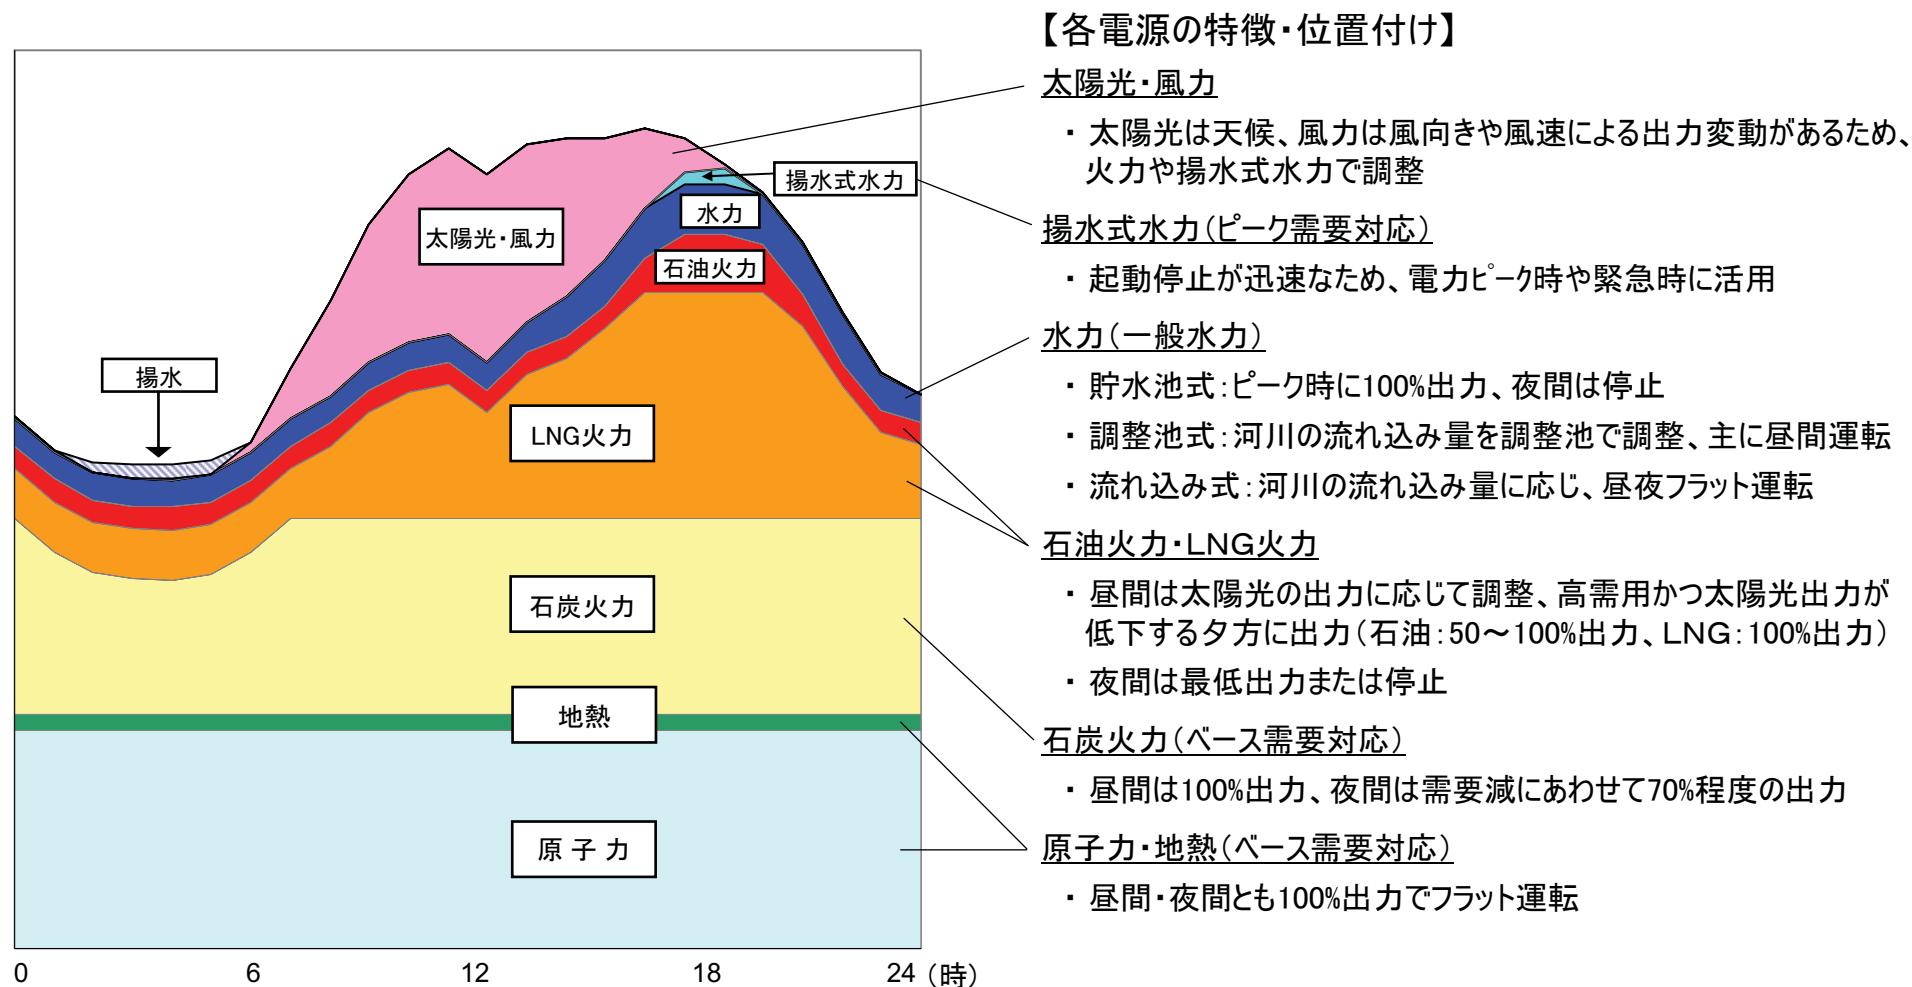 【各電源の特徴・位置付け】
太陽光・風力
・ 太陽光は天候、風力は風向きや風速による出力変動があるため、
火力や揚水式水力で調整
揚水式水力（ピーク需要対応）
・ 起動停止が迅速なため、電力ピーク時や緊急時に活用
水力（一般水力）
・ 貯水池式：ピーク時に100%出力、夜間は停止
・ 調整池式：河川の流れ込み量を調整池で調整、主に昼間運転
・ 流れ込み式：河川の流れ込み量に応じ、昼夜フラット運転
石油火力・LNG火力
・ 昼間は太陽光の出力に応じて調整、高需用かつ太陽光出力が
低下する夕方に出力（石油：50～100%出力、LNG：100%出力）
・ 夜間は最低出力または停止
石炭火力（ベース需要対応）
・ 昼間は100%出力、夜間は需要減にあわせて70%程度の出力
原子力・地熱（ベース需要対応）
・ 昼間・夜間とも100%出力でフラット運転
揚水式水力
水力
太陽光・風力
石油火力
揚水
LNG火力
石炭火力
地熱
原 子 力
0 6 12 18 24 （時）